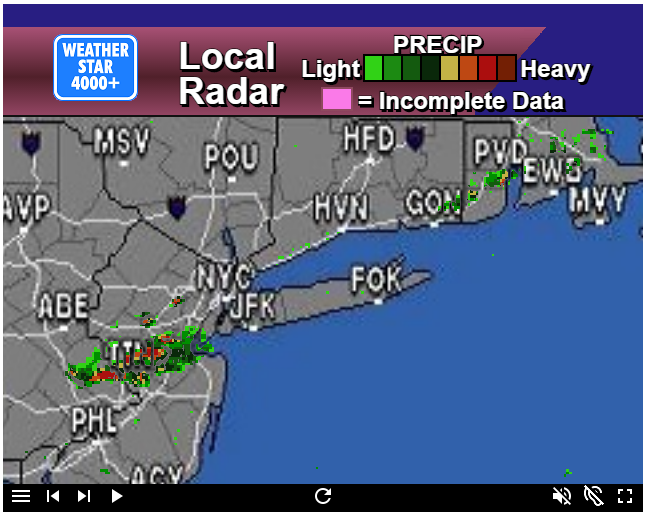 WEATHER
STAR
4000+
Local
Radar
PRECIP
Light Heavy
= Incomplete Data
MSV
POU
HFD
PVD
EWB
AVP
HVN
GON
MVY
NYC
FOK
ABE
JFK
TTN
PHL
ACY